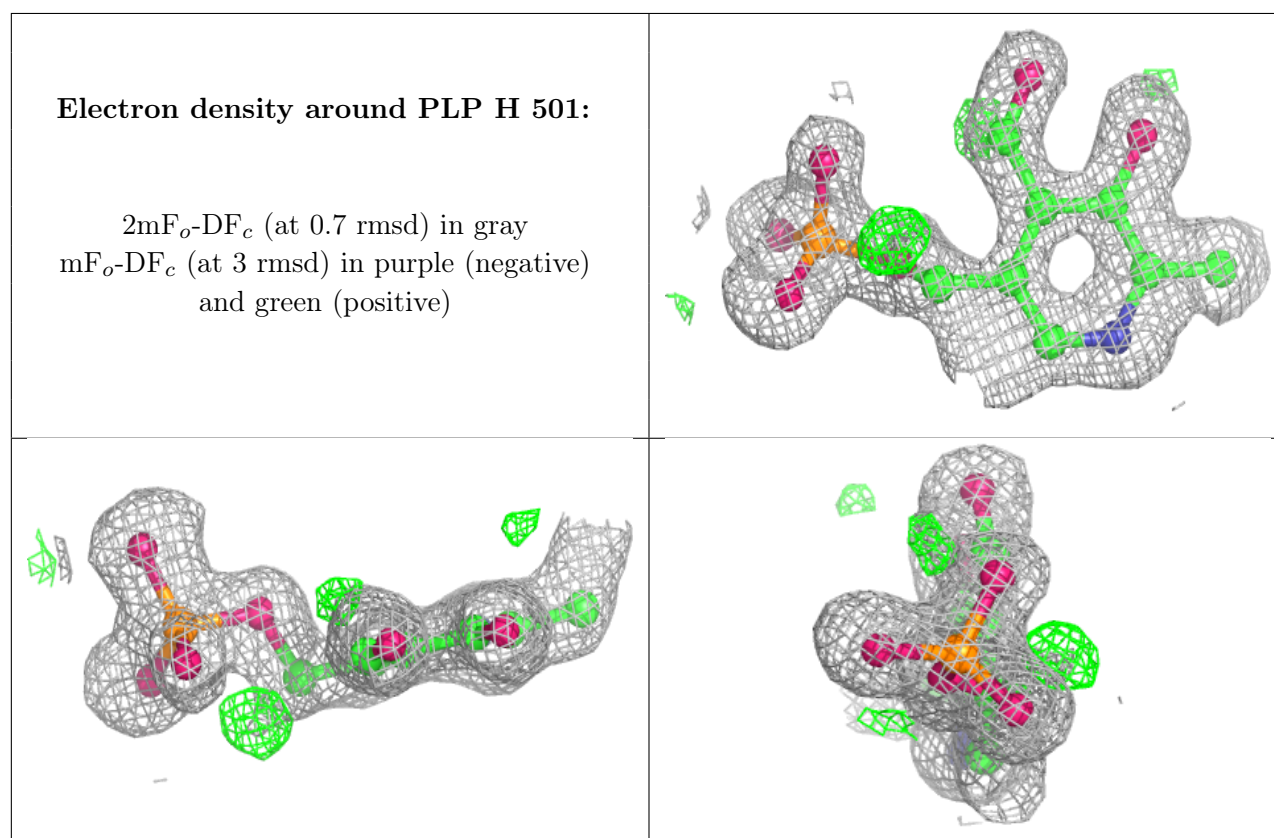 Electron density around PLP H 501:
2mFo-DFc (at 0.7 rmsd) in gray
mFo-DFc (at 3 rmsd) in purple (negative)
and green (positive)